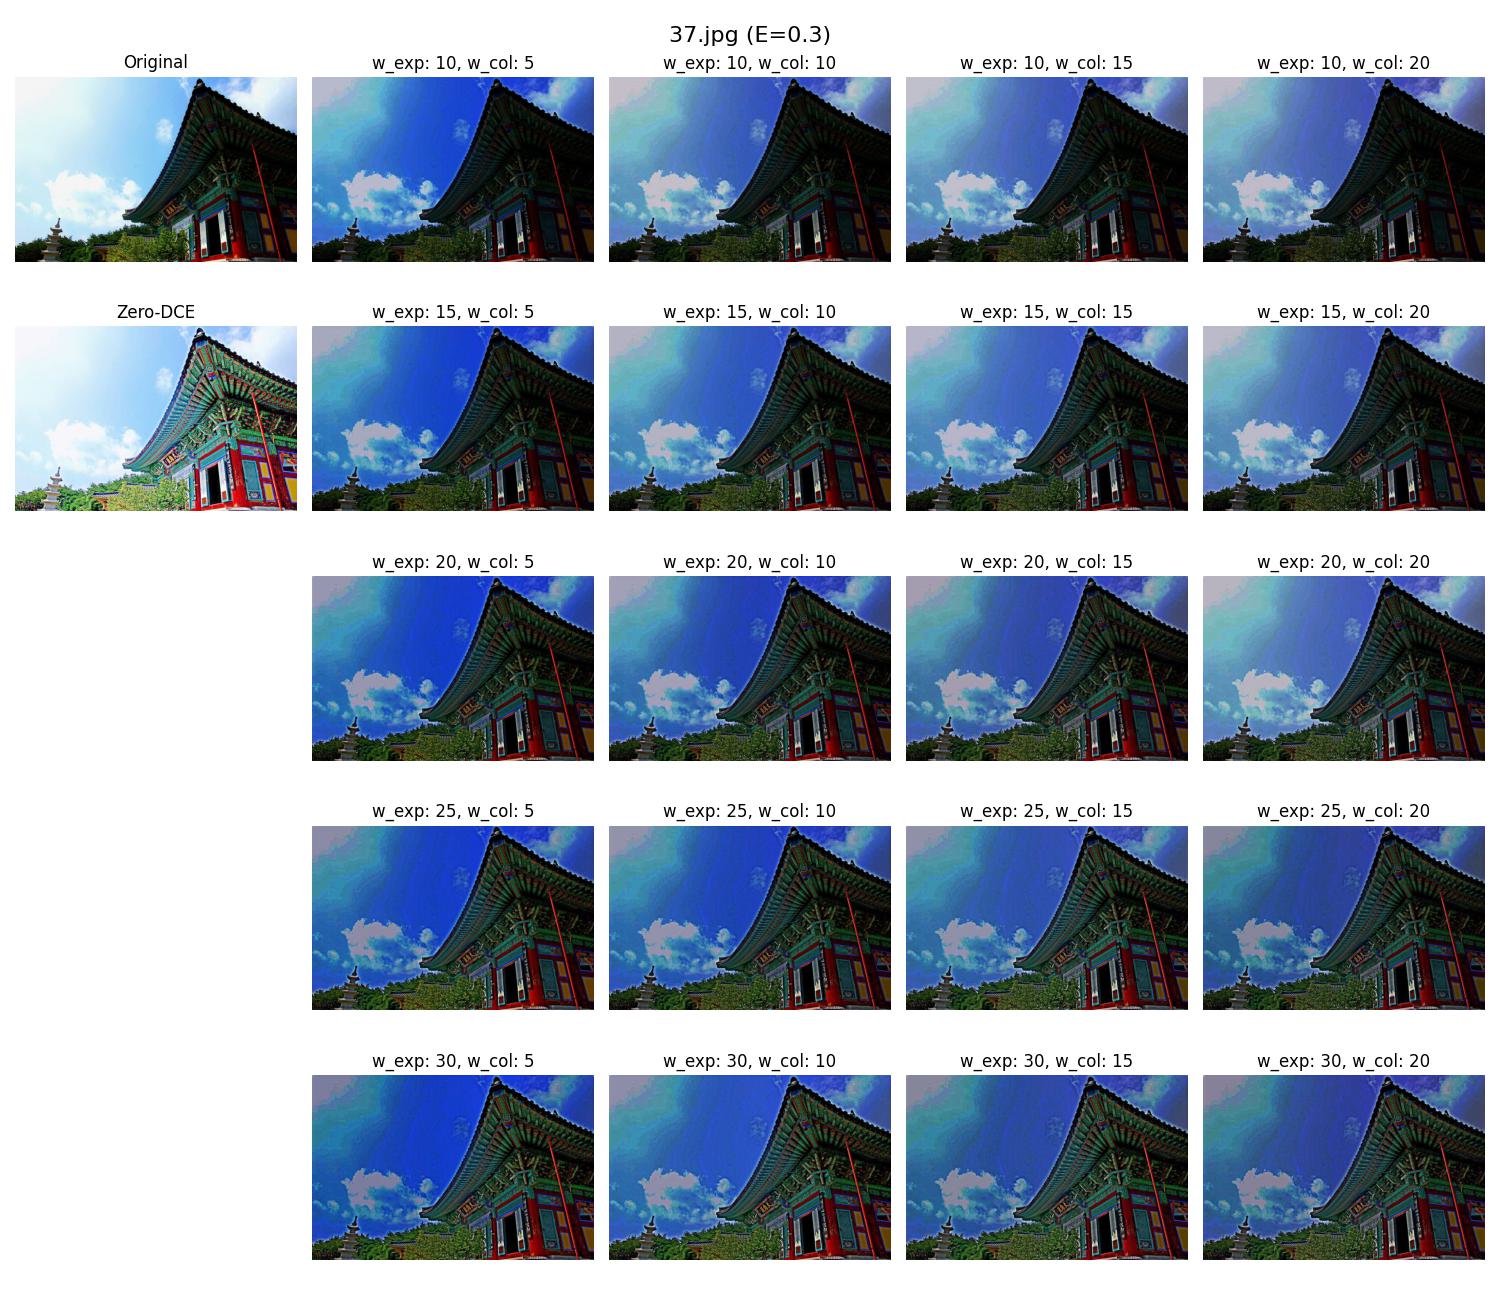 37.jpg (E=0.3)
Original
w_exp: 10, w_col: 5
w_exp: 10, w_col: 10
w_exp: 10, w_col: 15
w_exp: 10, w_col: 20
Zero-DCE
w_exp: 15, w_col: 5
w_exp: 15, w_col: 10
w_exp: 15, w_col: 15
w_exp: 15, w_col: 20
w_exp: 20, w_col: 5
w_exp: 20, w_col: 10
w_exp: 20, w_col: 15
w_exp: 20, w_col: 20
w_exp: 25, w_col: 5
w_exp: 25, w_col: 10
w_exp: 25, w_col: 15
w_exp: 25, w_col: 20
w_exp: 30, w_col: 5
w_exp: 30, w_col: 10
w_exp: 30, w_col: 15
w_exp: 30, w_col: 20